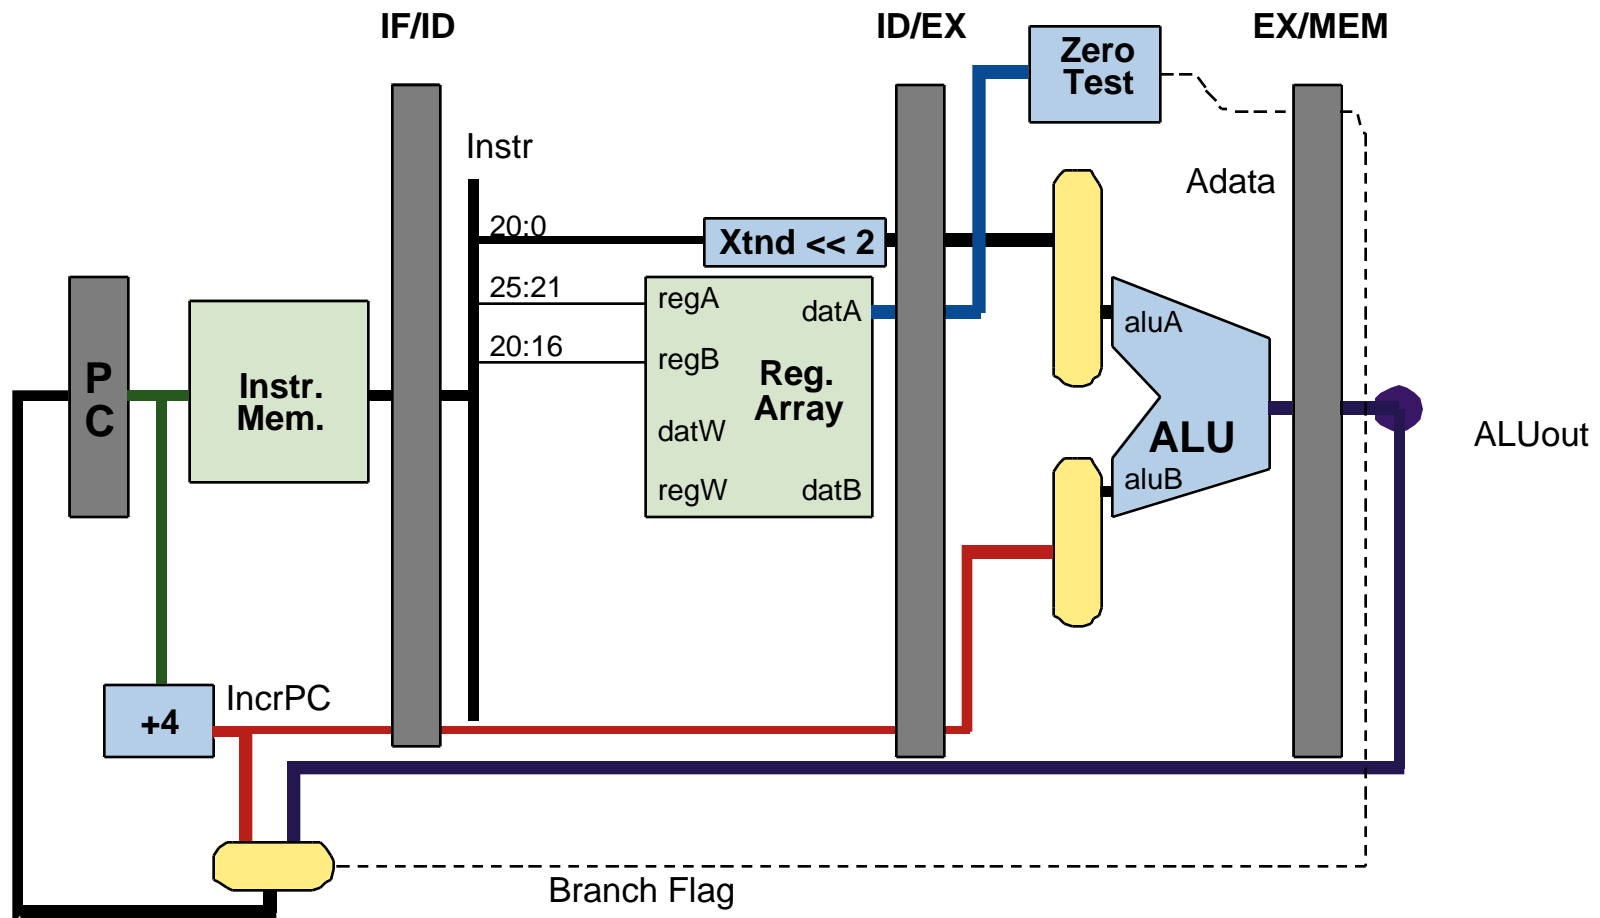 IF/ID
ID/EX
EX/MEM
Zero
Test
Instr
Adata
20:0
Xtnd << 2
25:21
regA
datA
aluA
20:16
regB
P
C
Instr.
Mem.
Reg.
Array
datW
ALU
ALUout
regW
datB
aluB
IncrPC
+4
Branch Flag